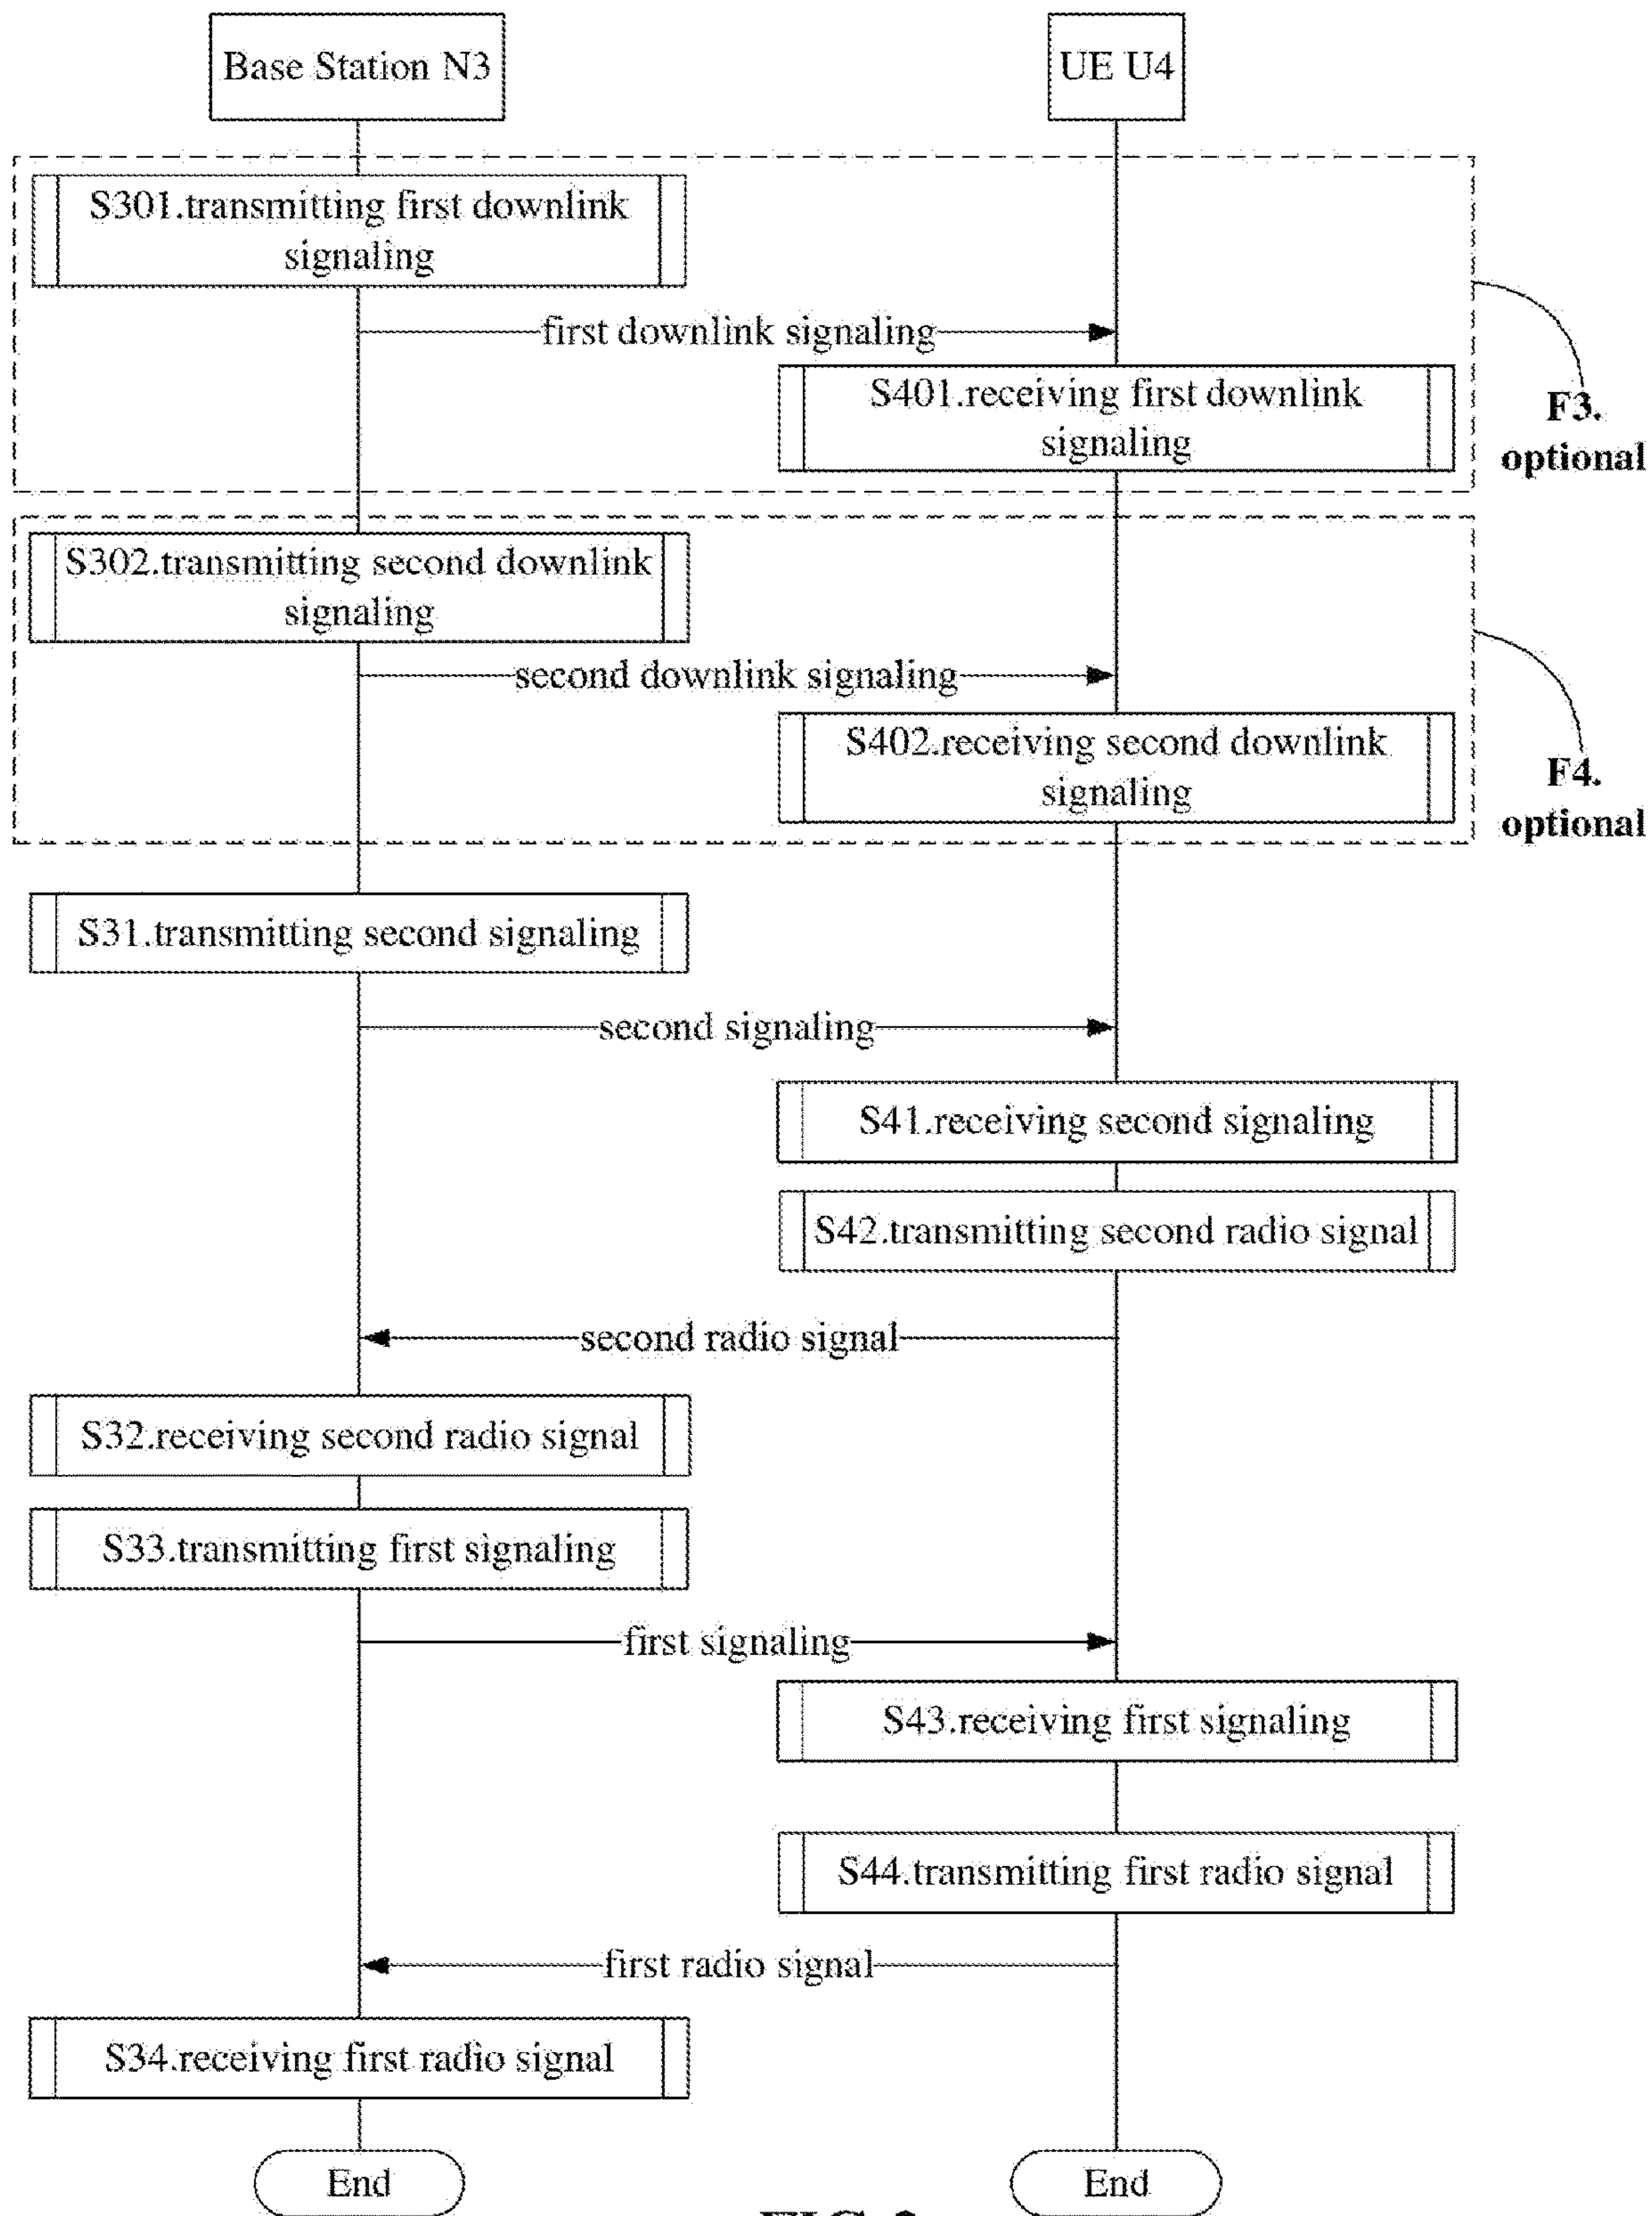 Base Station N3
UE U4
S301.transmitting first downlink
signaling
first downlink signaling
S401.receiving first downlink
signaling
F3.
optional
S302.transmitting second downlink
signaling
second downlink signaling
S402.receiving second downlink
signaling
F4.
optional
S31.transmitting second signaling
second signaling
S41.receiving second signaling
S42.transmitting second radio signal
second radio signal
S32.receiving second radio signal
S33.transmitting first signaling
first signaling
S43.receiving first signaling
S44.transmitting first radio signal
first radio signal
S34.receiving first radio signal
End
End